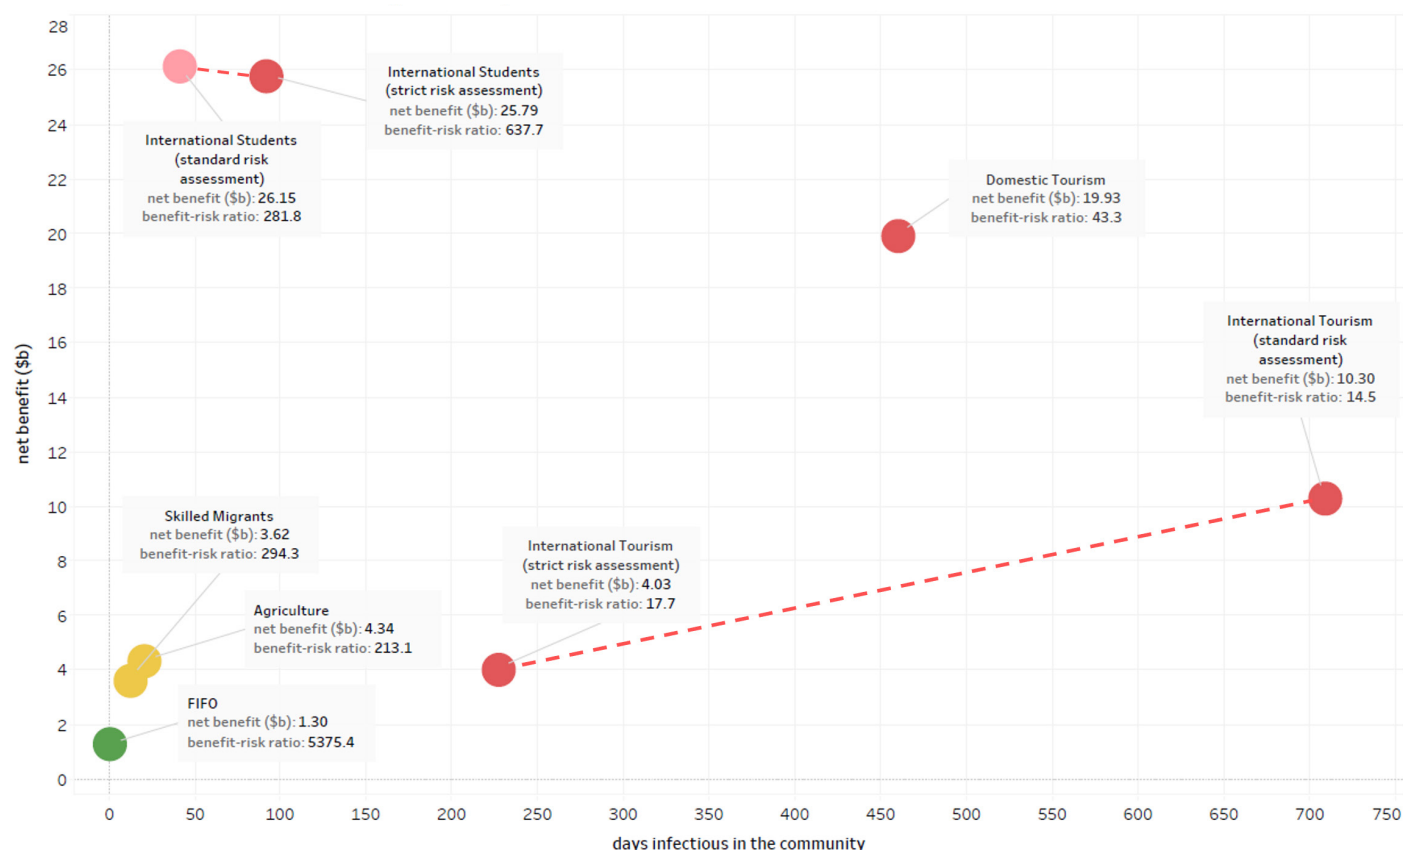 28
26
24
22
20
18
16
14
12
10
8
6
4
2
0
net benefit ($b)
International Students
(strict risk assessment)
net benefit ($b): 25.79
benefit-risk ratio: 637.7
International Students
(standard risk
assessment)
net benefit ($b): 26.15
benefit-risk ratio: 281.8
Domestic Tourism
net benefit ($b): 19.93
benefit-risk ratio: 43.3
International Tourism
(standard risk
assessment)
net benefit ($b): 10.30
benefit-risk ratio: 14.5
Skilled Migrants
net benefit ($b): 3.62
benefit-risk ratio: 294.3
International Tourism
(strict risk assessment)
net benefit ($b): 4.03
benefit-risk ratio: 17.7
Agriculture
net benefit ($b): 4.34
benefit-risk ratio: 213.1
FIFO
net benefit ($b): 1.30
benefit-risk ratio: 5375.4
0 50 100 150 200 250 300 350 400 450 500 550 600 650 700 750
days infectious in the community